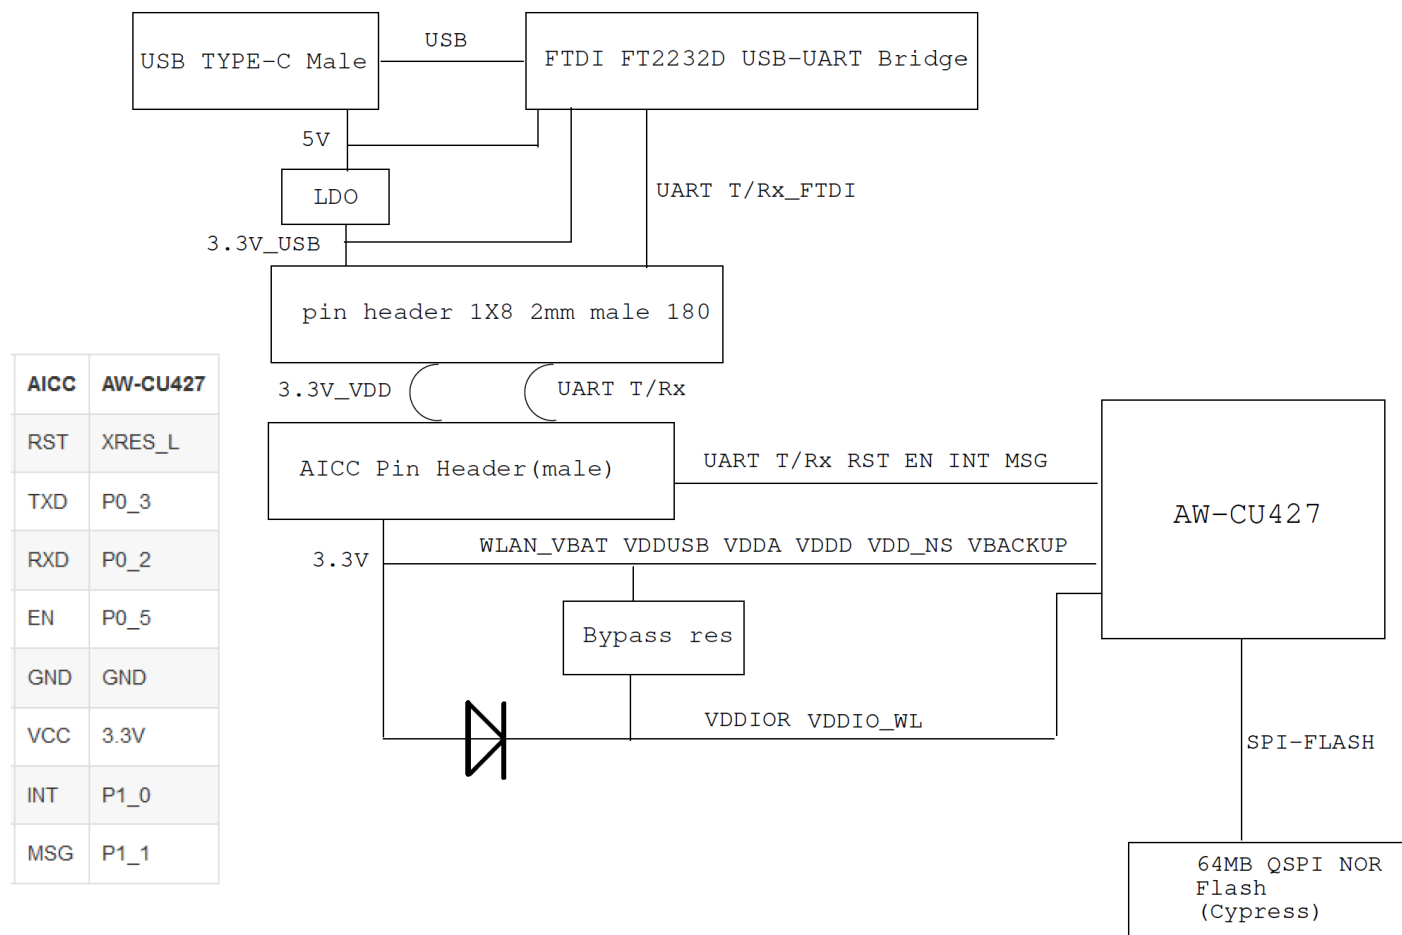 USB TYPE-C Male
USB
FTDI FT2232D USB-UART Bridge
5V
LDO
UART T/Rx_FTDI
3.3V_USB
pin header 1X8 2mm male 180
3.3V_VDD
UART T/Rx
AICC Pin Header(male)
UART T/Rx RST EN INT MSG
AW-CU427
3.3V
WLAN_VBAT VDDUSB VDDA VDDD VDD_NS VBACKUP
Bypass res
VDDIOR VDDIO_WL
SPI-FLASH
64MB QSPI NOR
Flash
(Cypress)
AICC AW-CU427
RST XRES_L
TXD P0_3
RXD P0_2
EN P0_5
GND GND
VCC 3.3V
INT P1_0
MSG P1_1